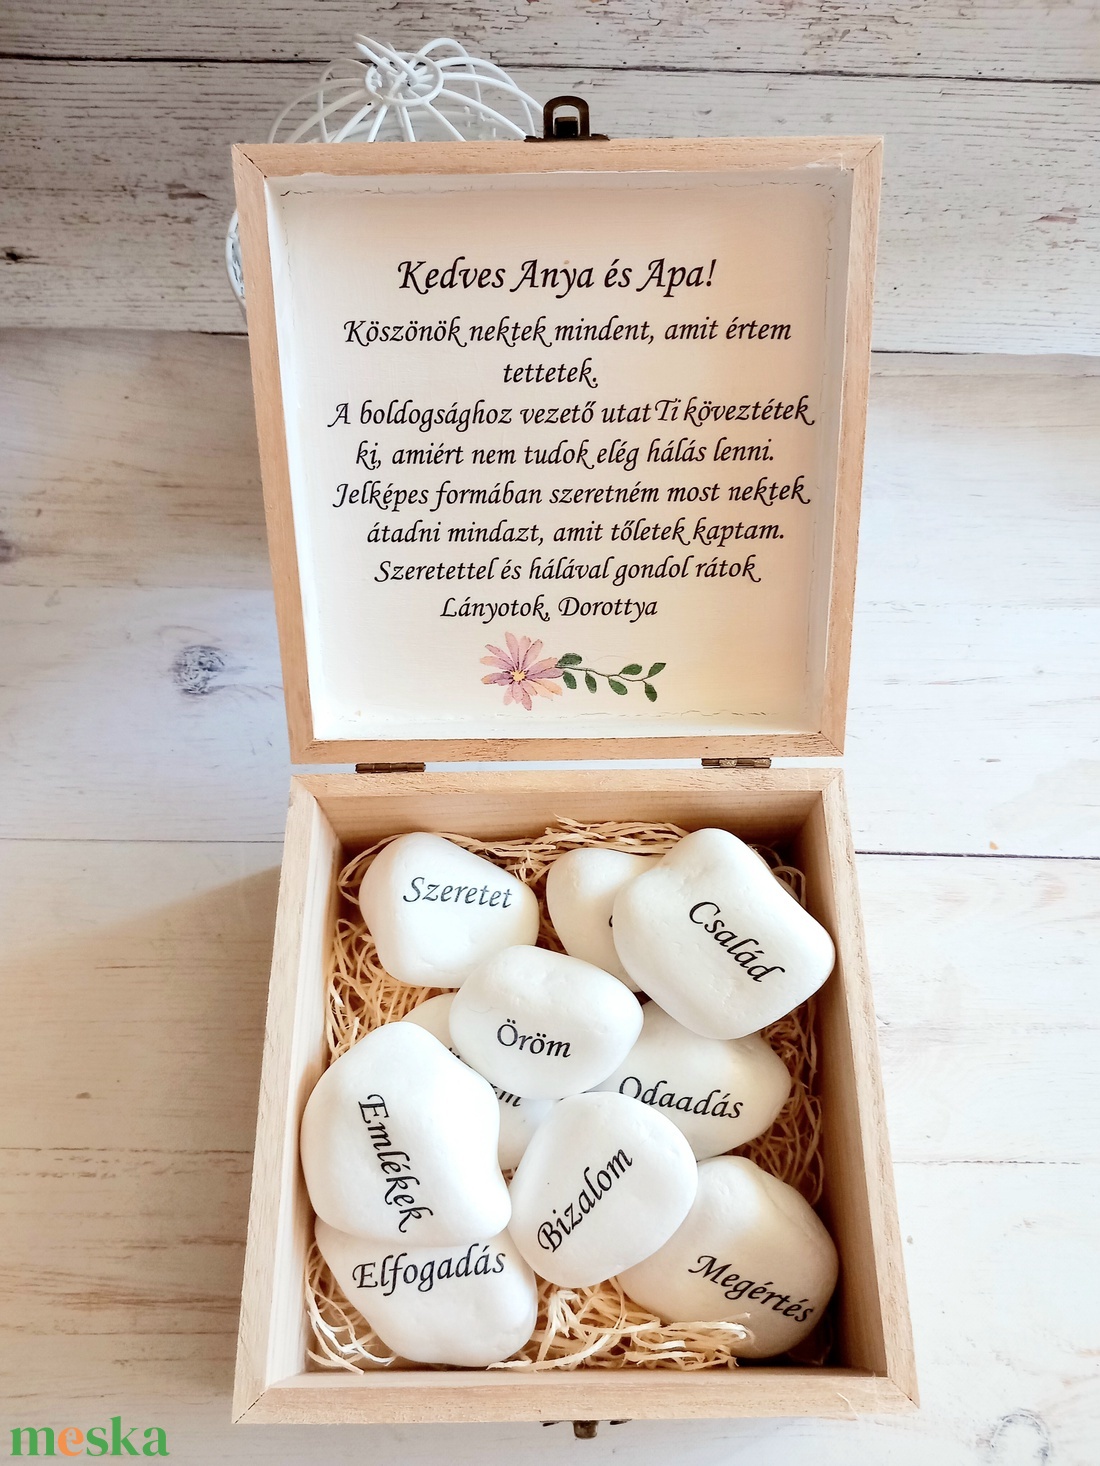 Kedves Anya és Apa!
Köszönök nektek mindent, amit értem
tettetek.
A boldogsághoz vezető utat Ti köveztétek
ki, amiért nem tudok elég hálás lenni.
Jelképes formában szeretném most nektek
átadni mindazt, amit tőletek kaptam.
Szeretettel és hálával gondol rátok
Lányotok, Dorottya
Szeretet
Család
Öröm
Odaadás
Emlékek
Bizalom
Elfogadás
Megértés
meska